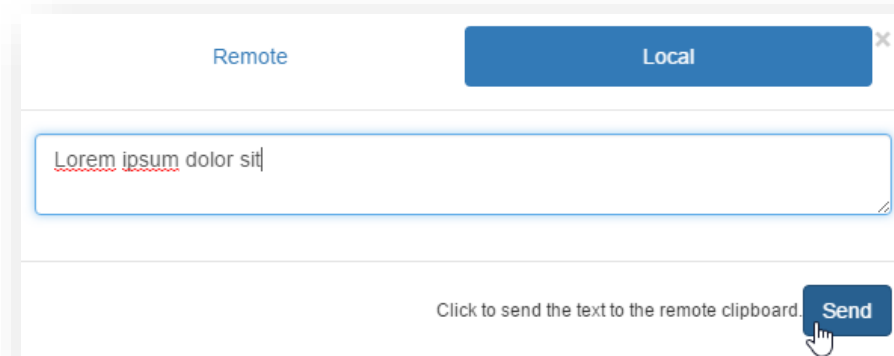 Remote Local ×
Lorem ipsum dolor sit
Click to send the text to the remote clipboard. Send